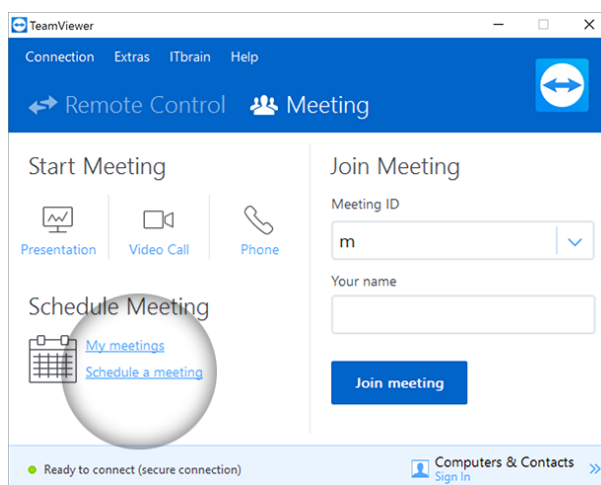 TeamViewer
Connection Extras ITbrain Help
Remote Control Meeting
Start Meeting
Presentation Video Call Phone
Schedule Meeting
My meetings
Schedule a meeting
Join Meeting
Meeting ID
m
Your name
Join meeting
Ready to connect (secure connection)
Computers & Contacts
Sign In